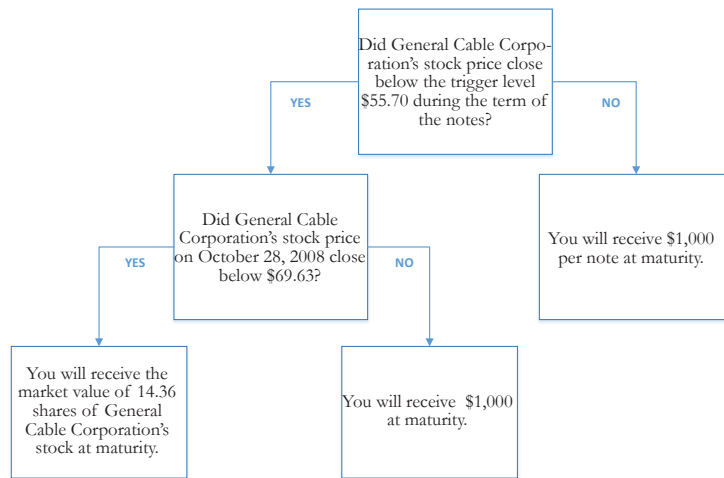 Did General Cable Corpo-
ration's stock price close
below the trigger level
$55.70 during the term of
the notes?
YES
NO
Did General Cable
Corporation's stock price
on October 28, 2008 close
below $69.63?
You will receive $1,000
per note at maturity.
YES
NO
You will receive the
market value of 14.36
shares of General
Cable Corporation's
stock at maturity.
You will receive $1,000
at maturity.